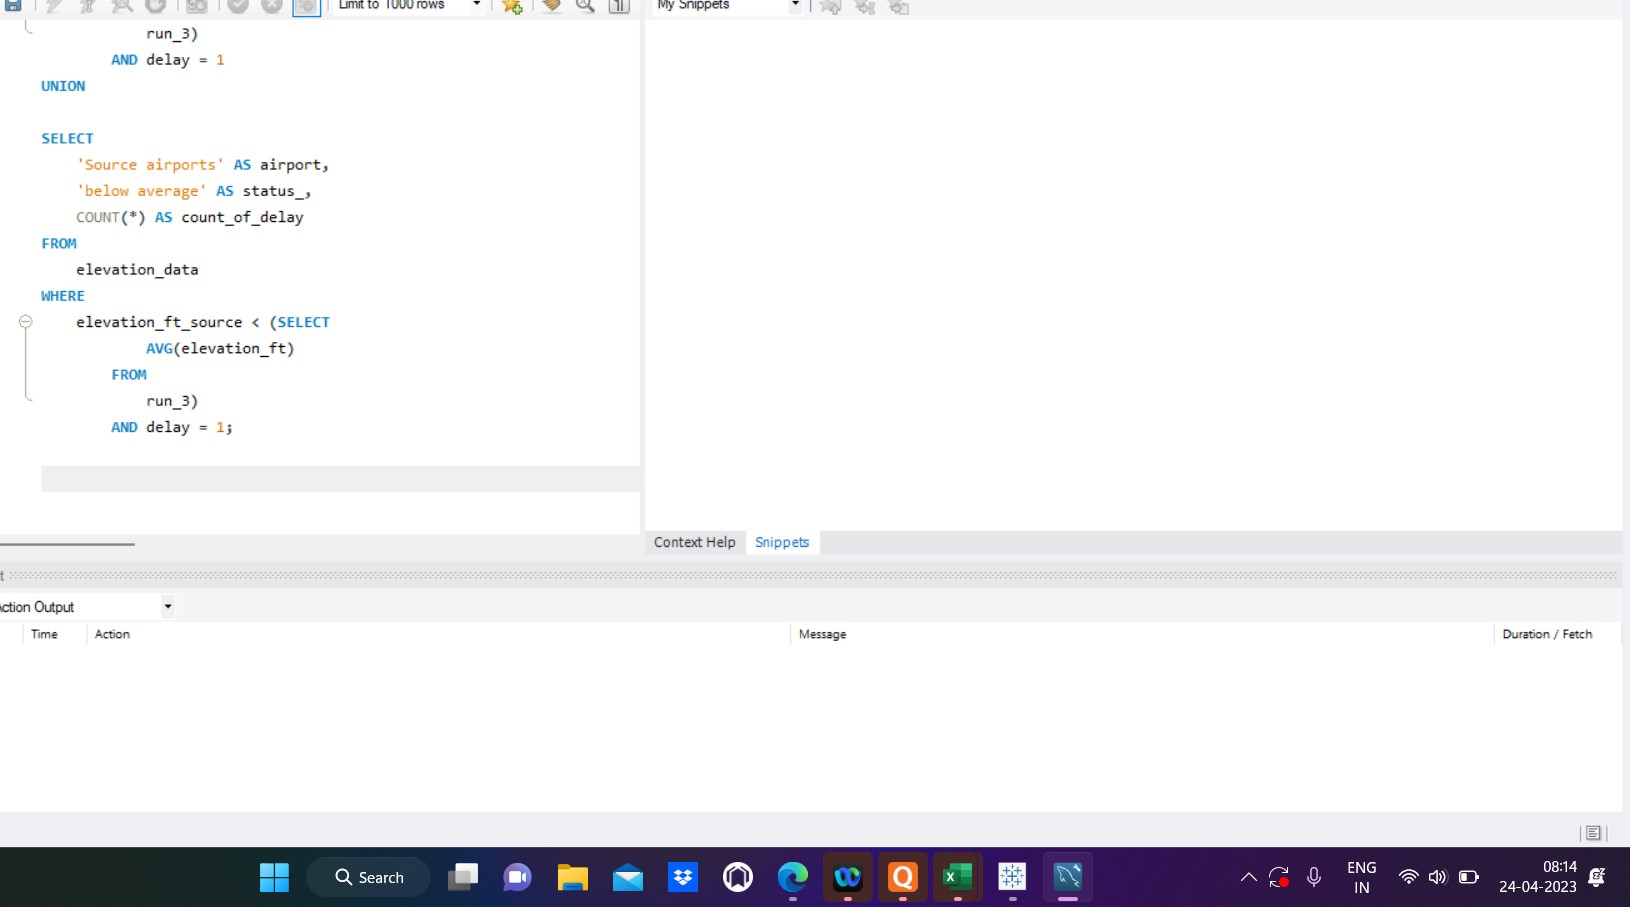 Limit to 1000 rows
My Snippets
run_3)
AND delay = 1
UNION
SELECT
'Source airports' AS airport,
'below average' AS status_,
COUNT(*) AS count_of_delay
FROM
elevation_data
WHERE
elevation_ft_source < (SELECT
AVG(elevation_ft)
FROM
run_3)
AND delay = 1;
Context Help Snippets
t
ction Output
Time Action Message Duration / Fetch
Search
ENG
IN
08:14
24-04-2023